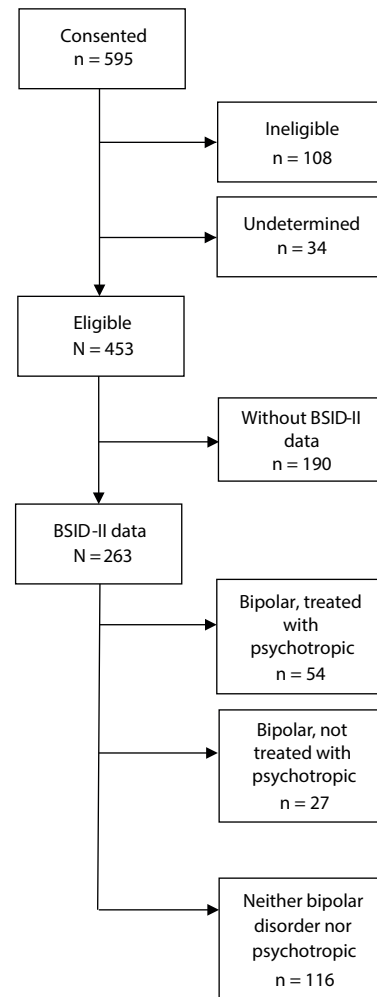 Consented
n = 595
Ineligible
n = 108
Undetermined
n = 34
Eligible
N = 453
Without BSID-II
data
n = 190
BSID-II data
N = 263
Bipolar, treated
with
psychotropic
n = 54
Bipolar, not
treated with
psychotropic
n = 27
Neither bipolar
disorder nor
psychotropic
n = 116